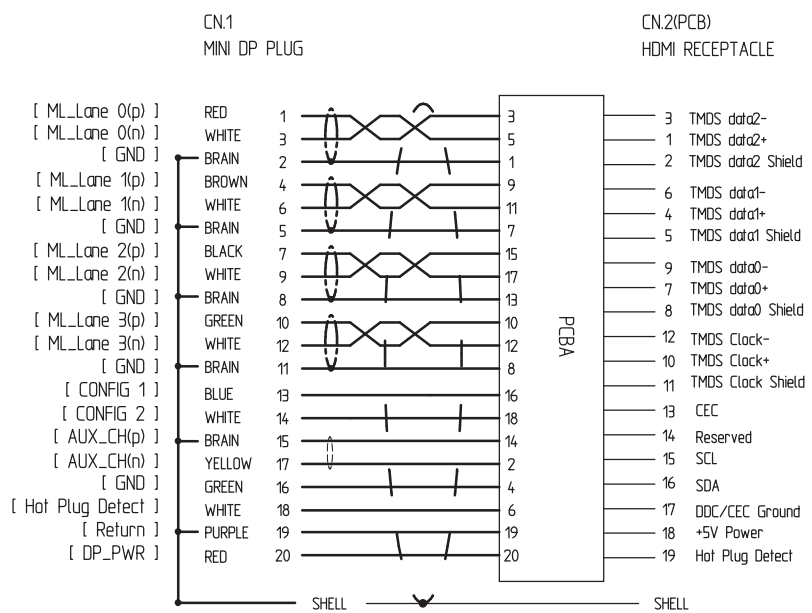 CN.1 CN.2(PCB)
MINI DP PLUG HDMI RECEPTACLE
[ ML_Lane 0(p) ] RED 1 3 3 TMDS data2-
[ ML_Lane 0(n) ] WHITE 3 5 1 TMDS data2+
[ GND ] BRAIN 2 1 2 TMDS data2 Shield
[ ML_Lane 1(p) ] BROWN 4 9 6 TMDS data1-
[ ML_Lane 1(n) ] WHITE 6 11 4 TMDS data1+
[ GND ] BRAIN 5 7 5 TMDS data1 Shield
[ ML_Lane 2(p) ] BLACK 7 15 9 TMDS data0-
[ ML_Lane 2(n) ] WHITE 9 17 7 TMDS data0+
[ GND ] BRAIN 8 13 8 TMDS data0 Shield
[ ML_Lane 3(p) ] GREEN 10 10 12 TMDS Clock-
[ ML_Lane 3(n) ] WHITE 12 12 10 TMDS Clock+
[ GND ] BRAIN 11 8 11 TMDS Clock Shield
[ CONFIG 1 ] BLUE 13 16 13 CEC
[ CONFIG 2 ] WHITE 14 18 14 Reserved
[ AUX_CH(p) ] BRAIN 15 14 15 SCL
[ AUX_CH(n) ] YELLOW 17 2 16 SDA
[ GND ] GREEN 16 4 17 DDC/CEC Ground
[ Hot Plug Detect ] WHITE 18 6 18 +5V Power
[ Return ] PURPLE 19 19 19 Hot Plug Detect
[ DP_PWR ] RED 20 20
PCBA
SHELL SHELL